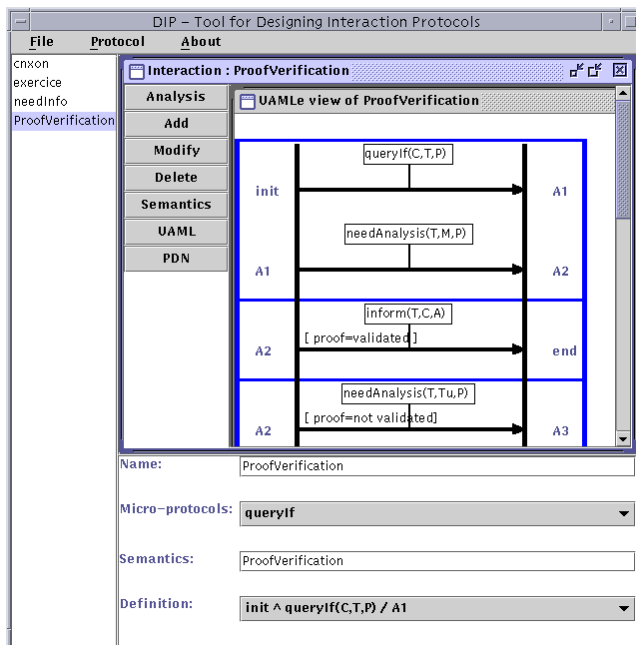 DIP – Tool for Designing Interaction Protocols
File Protocol About
cnxon
exercice
needInfo
ProofVerification
Interaction : ProofVerification
Analysis
Add
Modify
Delete
Semantics
UAML
PDN
UAMLe view of ProofVerification
queryIf(C,T,P)
init A1
needAnalysis(T,M,P)
A1 A2
inform(T,C,A)
[ proof=validated ]
A2 end
needAnalysis(T,Tu,P)
[ proof=not validated]
A2 A3
Name: ProofVerification
Micro-protocols: queryIf
Semantics: ProofVerification
Definition: init ^ queryIf(C,T,P) / A1